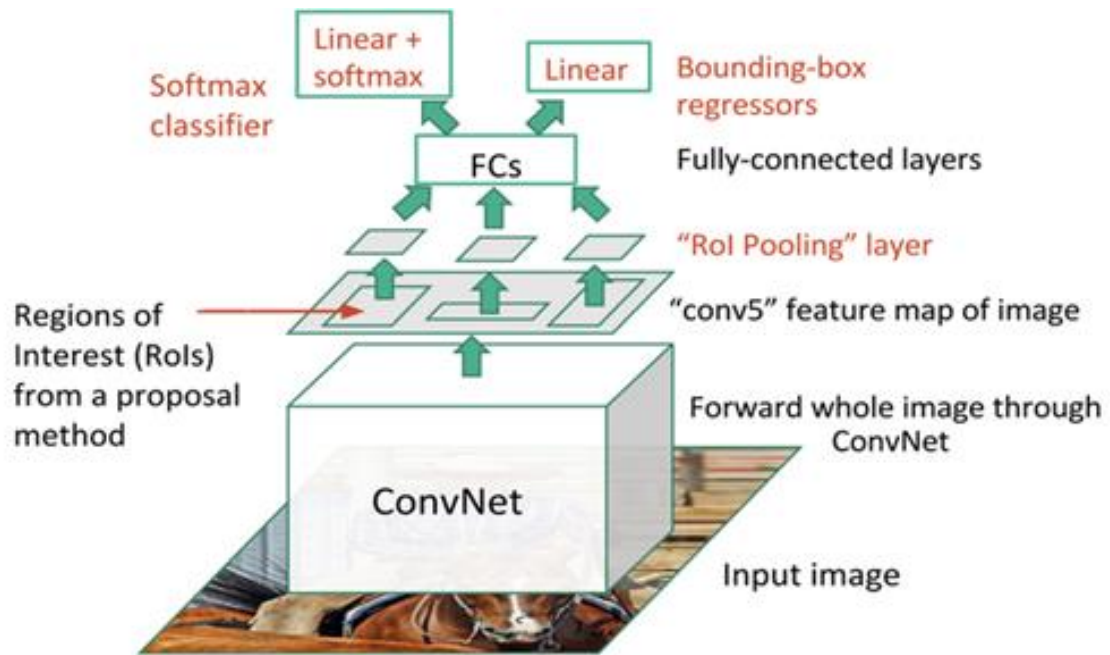 Linear +
softmax
Softmax
classifier
Linear
Bounding-box
regressors
FCs
Fully-connected layers
"RoI Pooling" layer
Regions of
Interest (RoIs)
from a proposal
method
"conv5" feature map of image
Forward whole image through
ConvNet
ConvNet
Input image